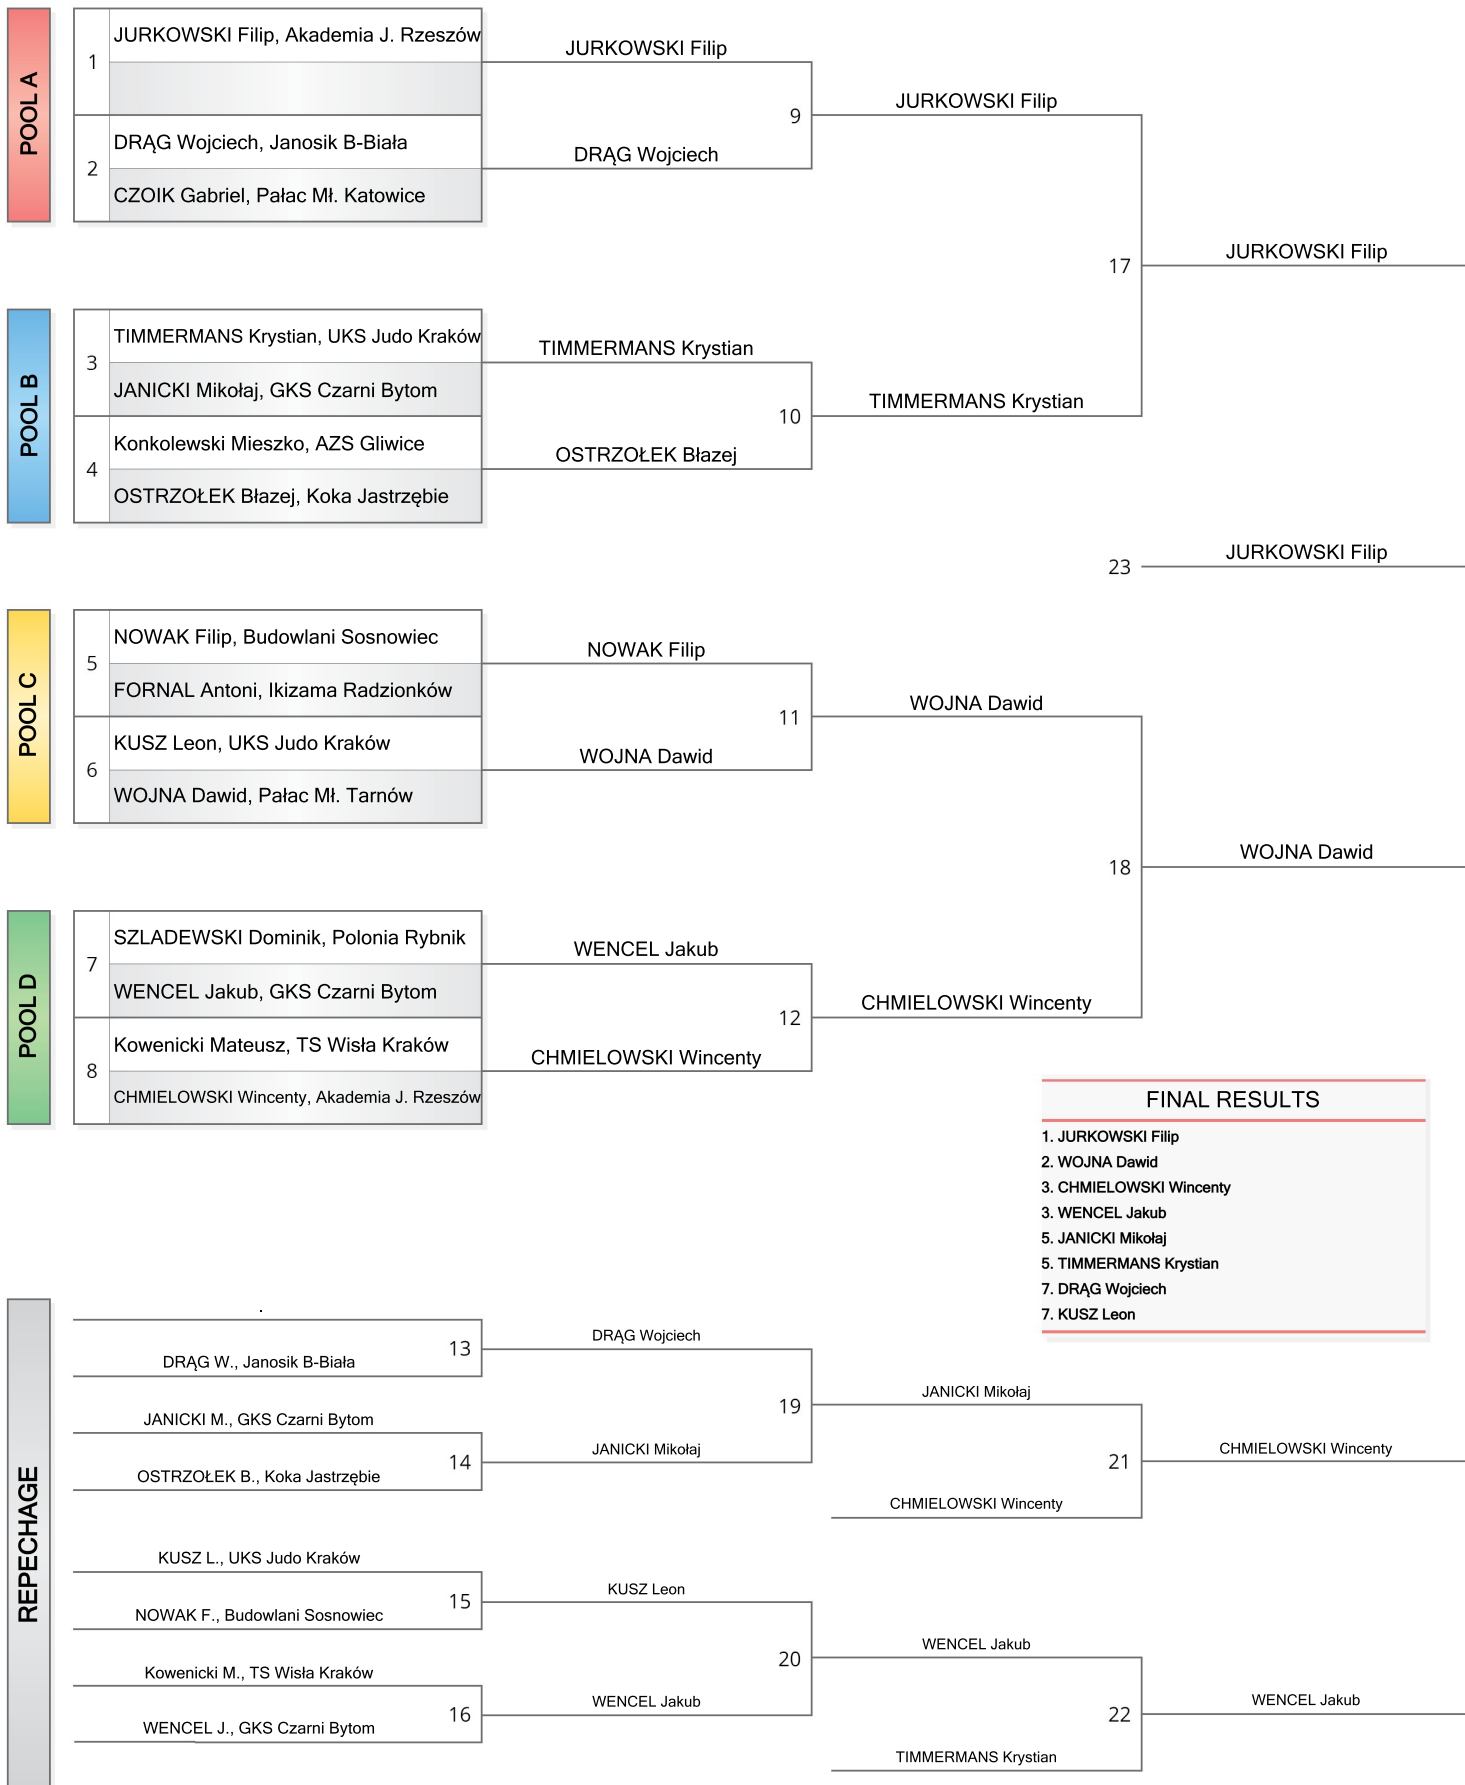 POOL A
1
JURKOWSKI Filip, Akademia J. Rzeszów
2
DRĄG Wojciech, Janosik B-Biała
CZOIK Gabriel, Pałac Mł. Katowice
JURKOWSKI Filip
DRĄG Wojciech
9
JURKOWSKI Filip
POOL B
3
TIMMERMANS Krystian, UKS Judo Kraków
JANICKI Mikołaj, GKS Czarni Bytom
4
Konkolewski Mieszko, AZS Gliwice
OSTRZOŁEK Błazej, Koka Jastrzębie
TIMMERMANS Krystian
OSTRZOŁEK Błazej
10
TIMMERMANS Krystian
17
JURKOWSKI Filip
23
JURKOWSKI Filip
POOL C
5
NOWAK Filip, Budowlani Sosnowiec
FORNAL Antoni, Ikizama Radzionków
6
KUSZ Leon, UKS Judo Kraków
WOJNA Dawid, Pałac Mł. Tarnów
NOWAK Filip
WOJNA Dawid
11
WOJNA Dawid
POOL D
7
SZLADEWSKI Dominik, Polonia Rybnik
WENCEL Jakub, GKS Czarni Bytom
8
Kowenicki Mateusz, TS Wisła Kraków
CHMIELOWSKI Wincenty, Akademia J. Rzeszów
WENCEL Jakub
CHMIELOWSKI Wincenty
12
CHMIELOWSKI Wincenty
18
WOJNA Dawid
FINAL RESULTS
1. JURKOWSKI Filip
2. WOJNA Dawid
3. CHMIELOWSKI Wincenty
3. WENCEL Jakub
5. JANICKI Mikołaj
5. TIMMERMANS Krystian
7. DRĄG Wojciech
7. KUSZ Leon
REPECHAGE
.
DRĄG W., Janosik B-Biała
13
JANICKI M., GKS Czarni Bytom
OSTRZOŁEK B., Koka Jastrzębie
14
DRĄG Wojciech
JANICKI Mikołaj
19
JANICKI Mikołaj
CHMIELOWSKI Wincenty
21
CHMIELOWSKI Wincenty
KUSZ L., UKS Judo Kraków
NOWAK F., Budowlani Sosnowiec
15
Kowenicki M., TS Wisła Kraków
WENCEL J., GKS Czarni Bytom
16
KUSZ Leon
WENCEL Jakub
20
WENCEL Jakub
TIMMERMANS Krystian
22
WENCEL Jakub